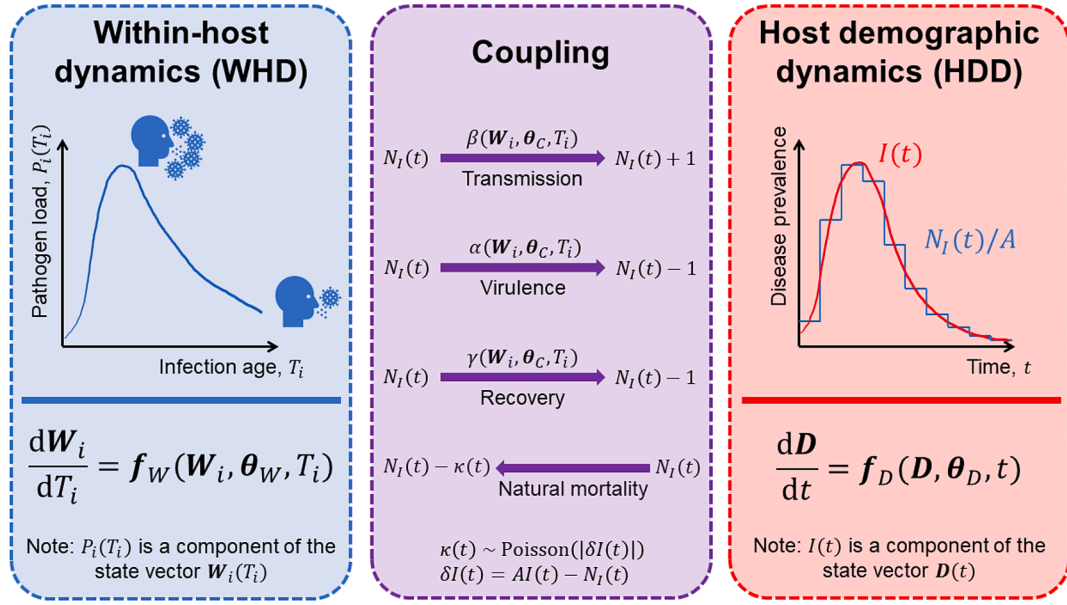 Within-host
dynamics (WHD)
Pathogen load, P_i(T_i)
Infection age, T_i
dW_i/dT_i = f_W(W_i, θ_W, T_i)
Note: P_i(T_i) is a component of the
state vector W_i(T_i)
Coupling
β(W_i, θ_C, T_i)
N_I(t) N_I(t) + 1
Transmission
α(W_i, θ_C, T_i)
N_I(t) N_I(t) − 1
Virulence
γ(W_i, θ_C, T_i)
N_I(t) N_I(t) − 1
Recovery
N_I(t) − κ(t) N_I(t)
Natural mortality
κ(t) ~ Poisson(|δI(t)|)
δI(t) = AI(t) − N_I(t)
Host demographic
dynamics (HDD)
Disease prevalence
I(t)
N_I(t)/A
Time, t
dD/dt = f_D(D, θ_D, t)
Note: I(t) is a component of the
state vector D(t)